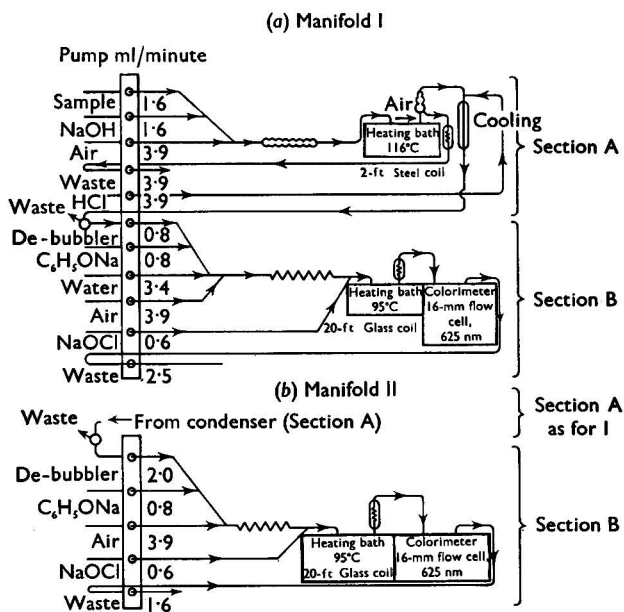 (a) Manifold I
Pump ml/minute
Sample 1·6
NaOH 1·6
Air 3·9
Waste 3·9
HCl 3·9
Air
Heating bath
116°C
2-ft Steel coil
Cooling
Section A
Waste
De-bubbler 0·8
C₆H₅ONa 0·8
Water 3·4
Air 3·9
NaOCl 0·6
Waste 2·5
Heating bath
95°C
20-ft Glass coil
Colorimeter
16-mm flow
cell,
625 nm
Section B
(b) Manifold II
Section A
as for I
Waste
From condenser (Section A)
De-bubbler 2·0
C₆H₅ONa 0·8
Air 3·9
NaOCl 0·6
Waste 1·6
Heating bath
95°C
20-ft Glass coil
Colorimeter
16-mm flow cell,
625 nm
Section B